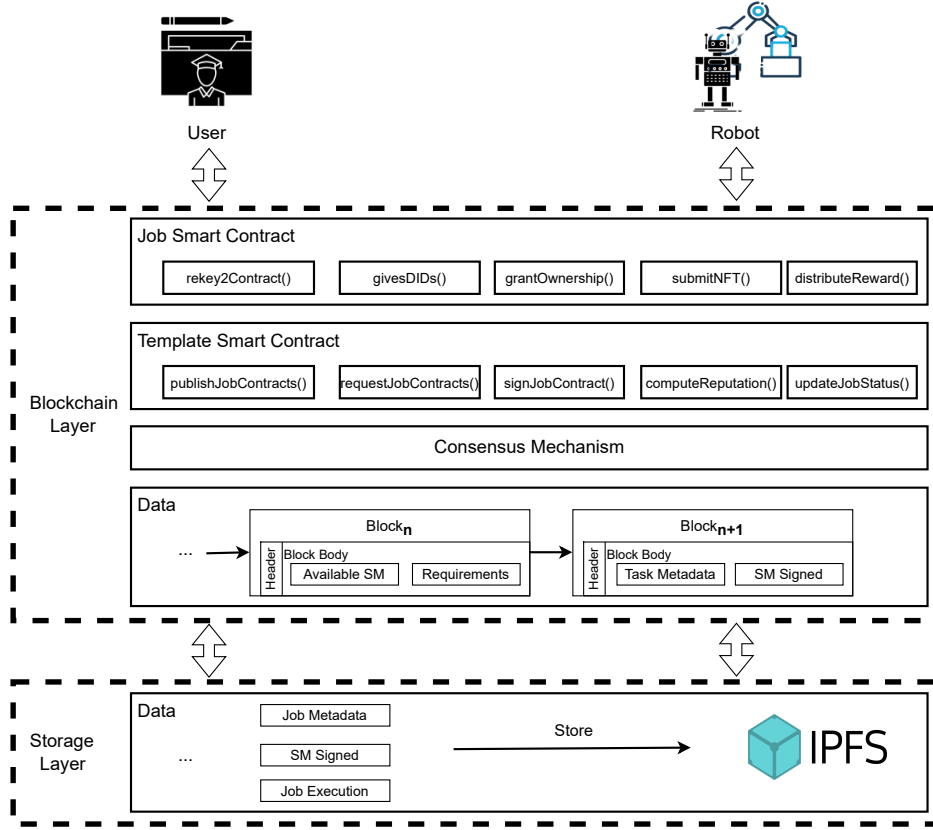 User
Robot
Job Smart Contract
rekey2Contract()
givesDIDs()
grantOwnership()
submitNFT()
distributeReward()
Template Smart Contract
publishJobContracts()
requestJobContracts()
signJobContract()
computeReputation()
updateJobStatus()
Blockchain
Layer
Consensus Mechanism
Data
...
Blockn
Header
Block Body
Available SM
Requirements
Blockn+1
Header
Block Body
Task Metadata
SM Signed
Storage
Layer
Data
...
Job Metadata
SM Signed
Job Execution
Store
IPFS